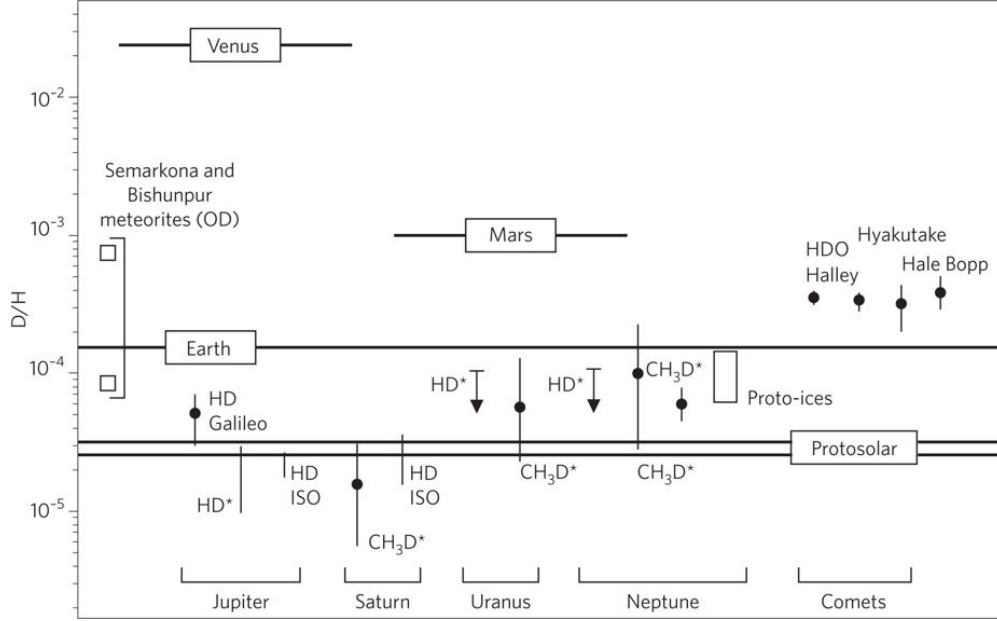 Venus
10⁻²
Semarkona and
Bishunpur
meteorites (OD)
10⁻³
Mars
Hyakutake
HDO
Halley
Hale Bopp
D/H
Earth
10⁻⁴
HD
Galileo
HD*
HD*
CH₃D*
Proto-ices
Protosolar
HD*
HD
ISO
HD
ISO
CH₃D*
CH₃D*
CH₃D*
10⁻⁵
Jupiter
Saturn
Uranus
Neptune
Comets